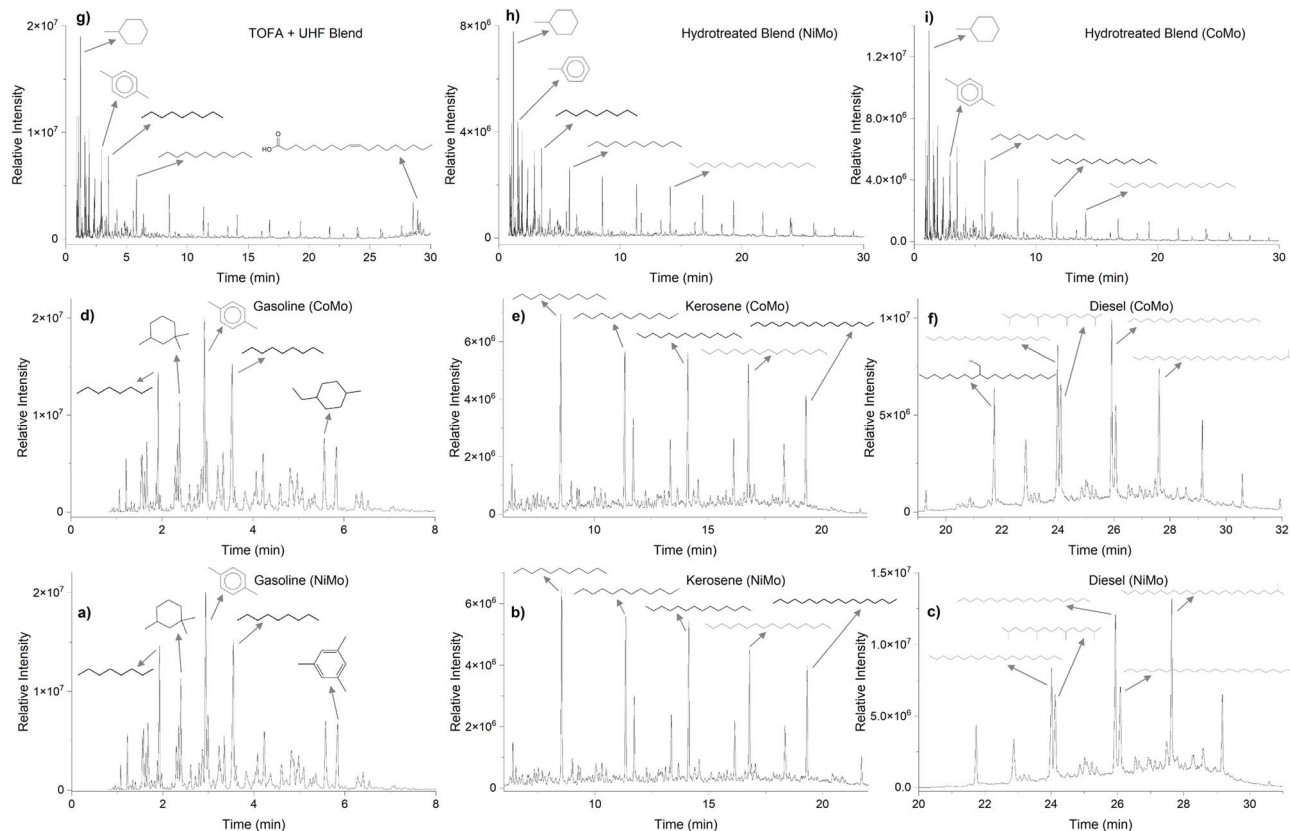 g)
TOFA + UHF Blend
Relative Intensity
2×10⁷
1×10⁷
0
0 5 10 15 20 25 30
Time (min)
O
HO
h)
Hydrotreated Blend (NiMo)
Relative Intensity
8×10⁶
6×10⁶
4×10⁶
2×10⁶
0
0 10 20 30
Time (min)
i)
Hydrotreated Blend (CoMo)
Relative Intensity
1.2×10⁷
8.0×10⁶
4.0×10⁶
0.0
0 10 20 30
Time (min)
d)
Gasoline (CoMo)
Relative Intensity
2×10⁷
1×10⁷
0
0 2 4 6 8
Time (min)
e)
Kerosene (CoMo)
Relative Intensity
6×10⁶
4×10⁶
2×10⁶
0
10 15 20
Time (min)
f)
Diesel (CoMo)
Relative Intensity
1×10⁷
5×10⁶
0
20 22 24 26 28 30 32
Time (min)
a)
Gasoline (NiMo)
Relative Intensity
2×10⁷
1×10⁷
0
0 2 4 6 8
Time (min)
6
b)
Kerosene (NiMo)
Relative Intensity
6×10⁶
4×10⁶
2×10⁶
0
10 15 20
Time (min)
c)
Diesel (NiMo)
Relative Intensity
1.5×10⁷
1.0×10⁷
5.0×10⁶
0.0
20 22 24 26 28 30
Time (min)